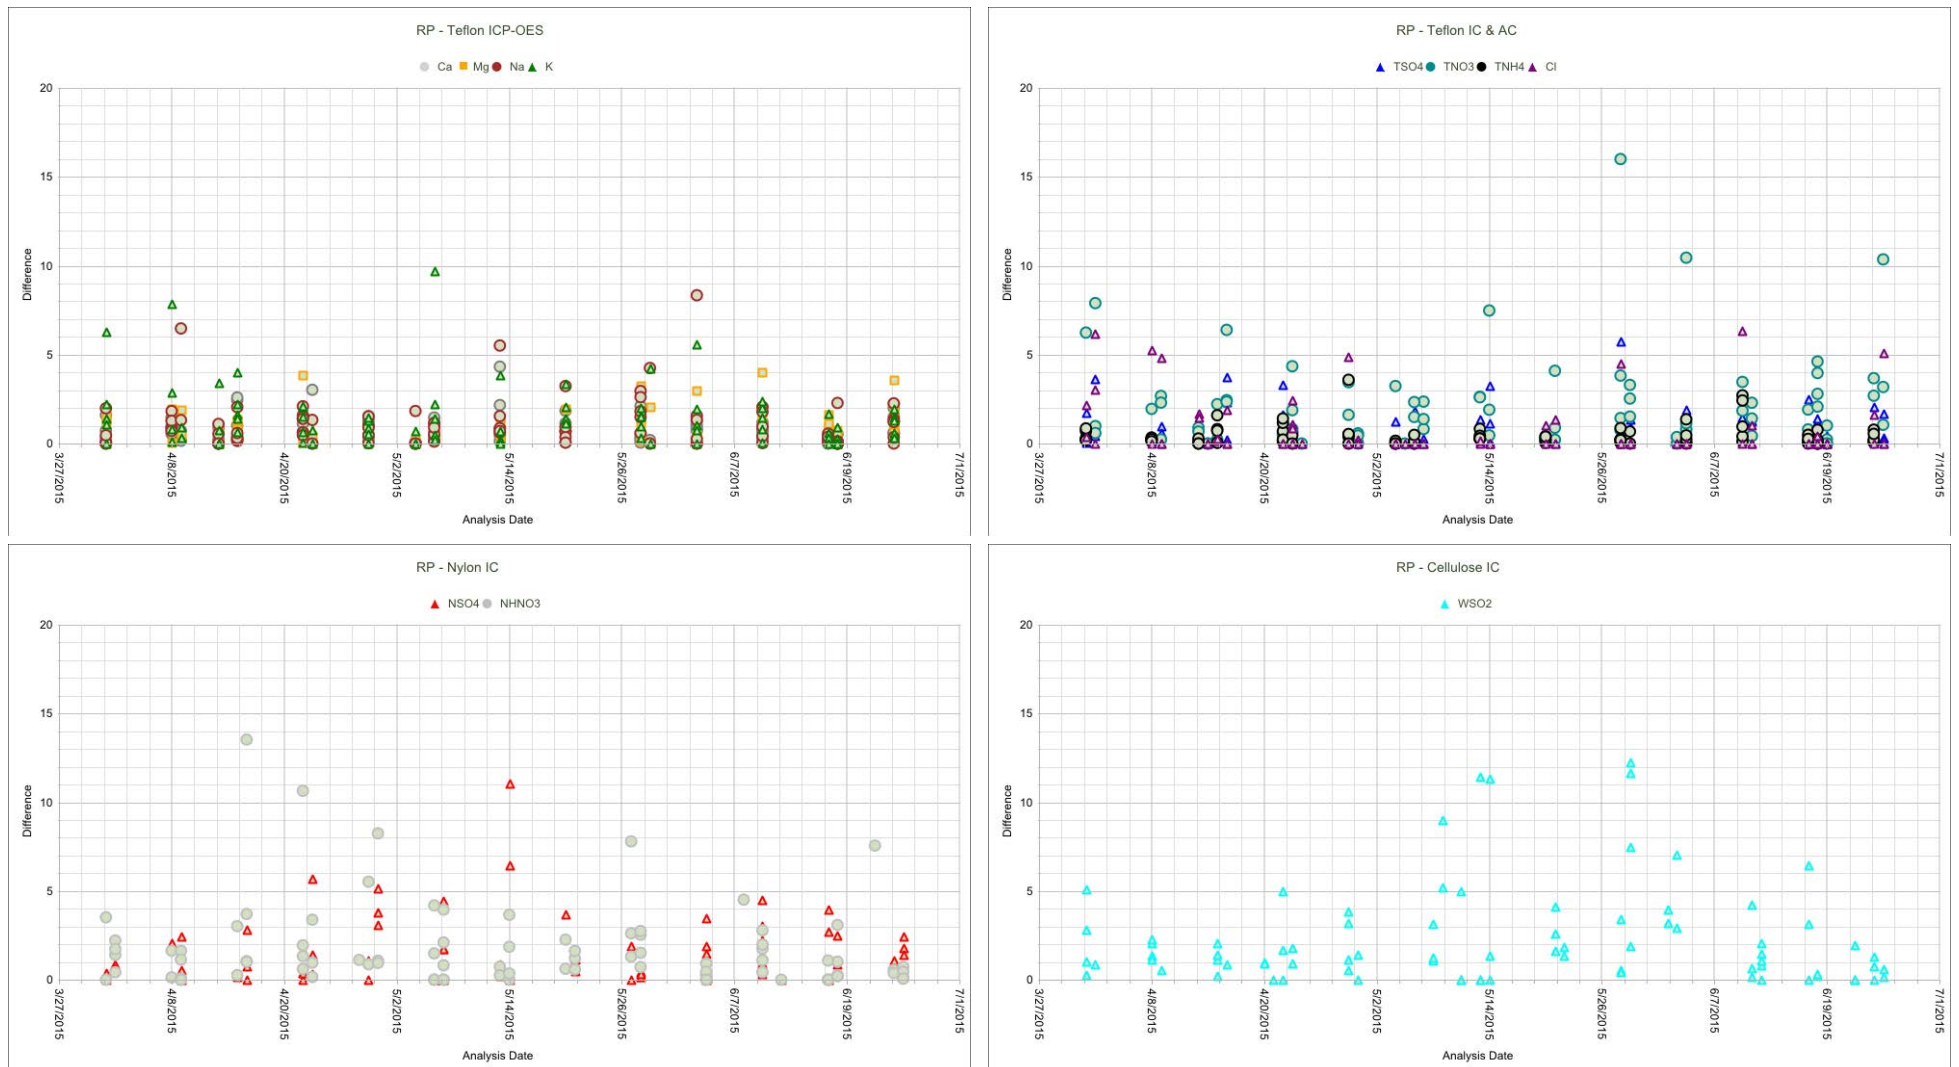 RP - Teflon ICP-OES
Ca Mg Na K
20
15
10
5
0
Difference
3/27/2015 4/8/2015 4/20/2015 5/2/2015 5/14/2015 5/26/2015 6/7/2015 6/19/2015 7/1/2015
Analysis Date
RP - Teflon IC & AC
TSO4 TNO3 TNH4 Cl
20
15
10
5
0
Difference
3/27/2015 4/8/2015 4/20/2015 5/2/2015 5/14/2015 5/26/2015 6/7/2015 6/19/2015 7/1/2015
Analysis Date
RP - Nylon IC
NSO4 NHNO3
20
15
10
5
0
Difference
3/27/2015 4/8/2015 4/20/2015 5/2/2015 5/14/2015 5/26/2015 6/7/2015 6/19/2015 7/1/2015
Analysis Date
RP - Cellulose IC
WSO2
20
15
10
5
0
Difference
3/27/2015 4/8/2015 4/20/2015 5/2/2015 5/14/2015 5/26/2015 6/7/2015 6/19/2015 7/1/2015
Analysis Date